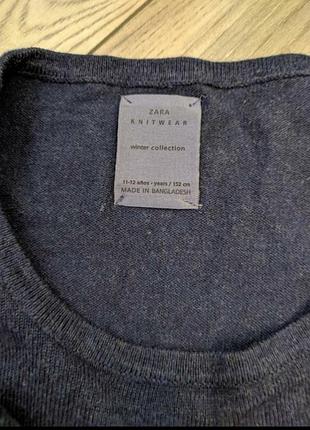 ZARA
KNITWEAR
winter collection
11-12 años - years / 152 cm
MADE IN BANGLADESH